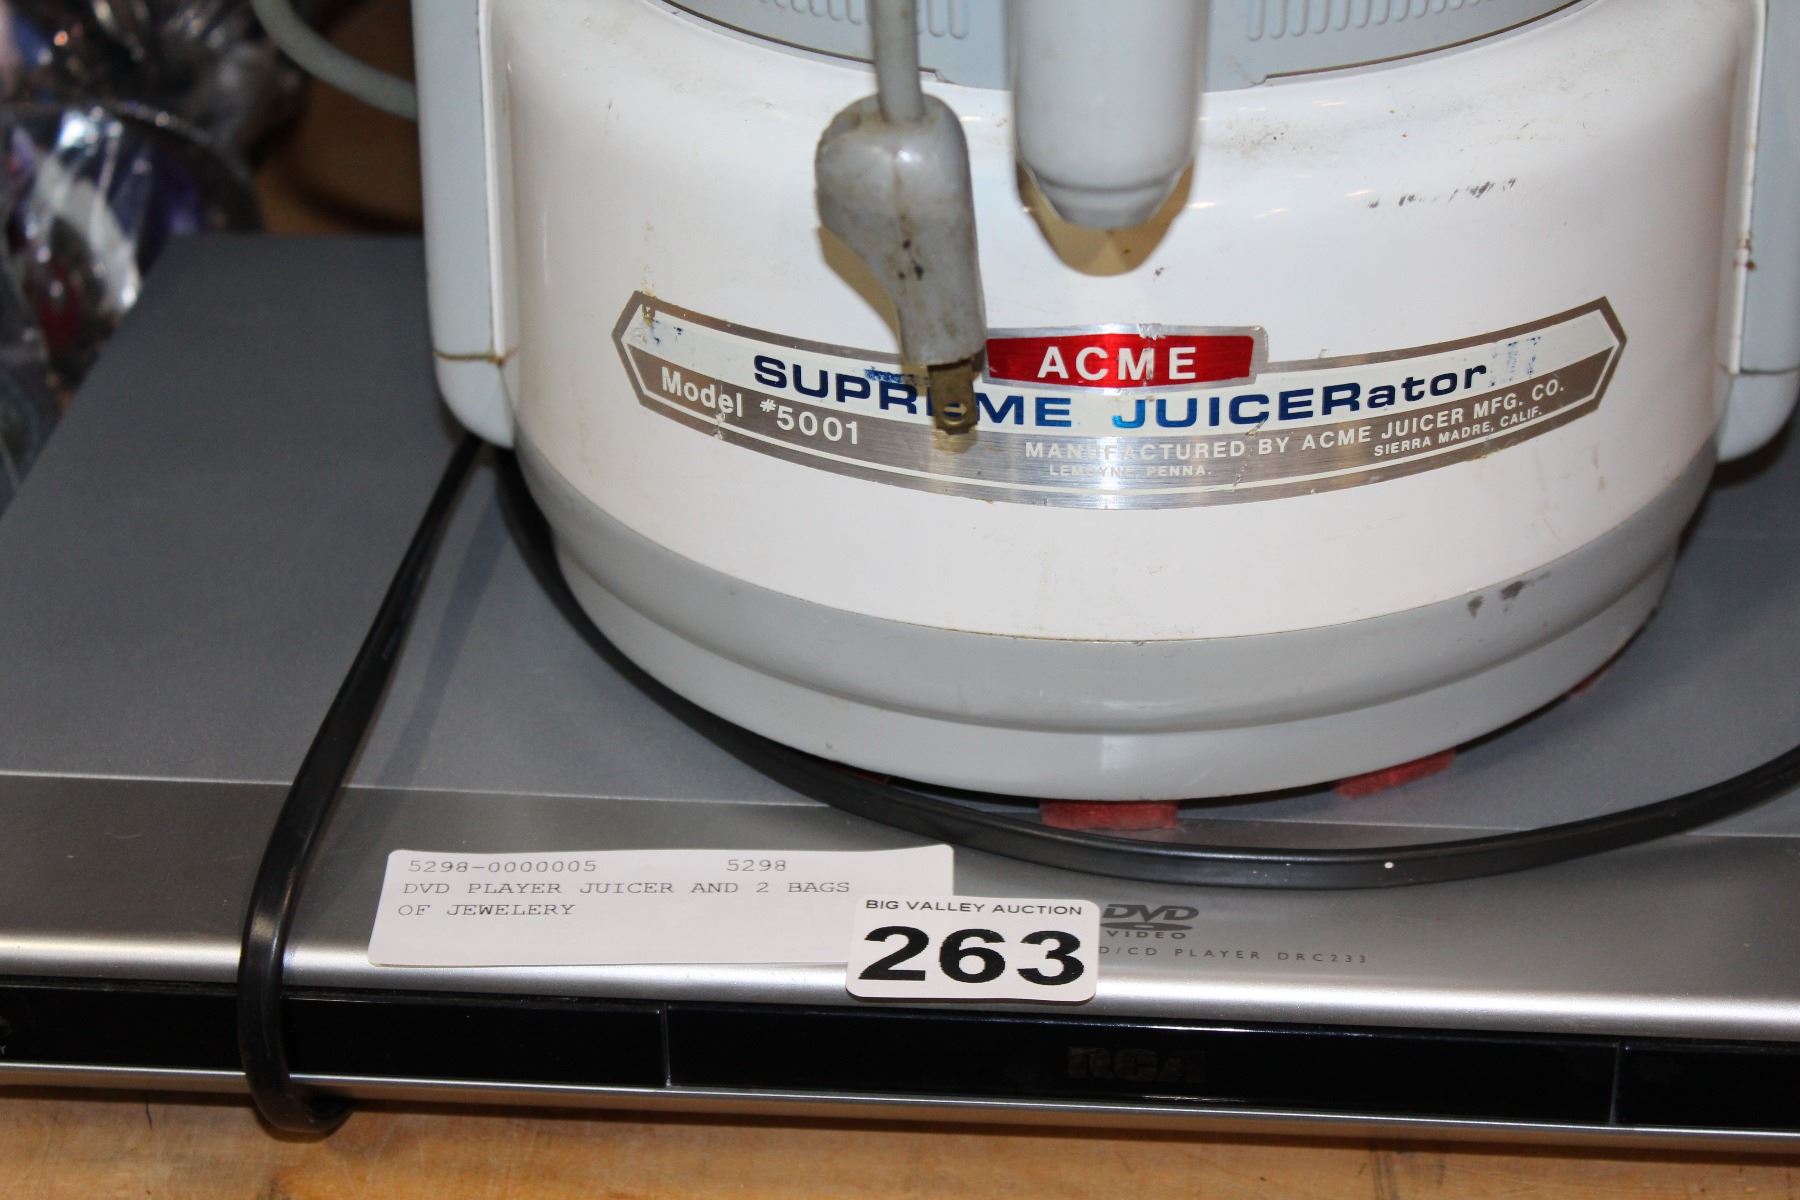 ACME
SUPREME JUICERator
Model #5001
MANUFACTURED BY ACME JUICER MFG. CO.
LEMOYNE, PENNA.
SIERRA MADRE, CALIF.
5298-0000005 5298
DVD PLAYER JUICER AND 2 BAGS
OF JEWELERY
BIG VALLEY AUCTION
263
DVD
VIDEO
D/CD PLAYER DRC233
RCA